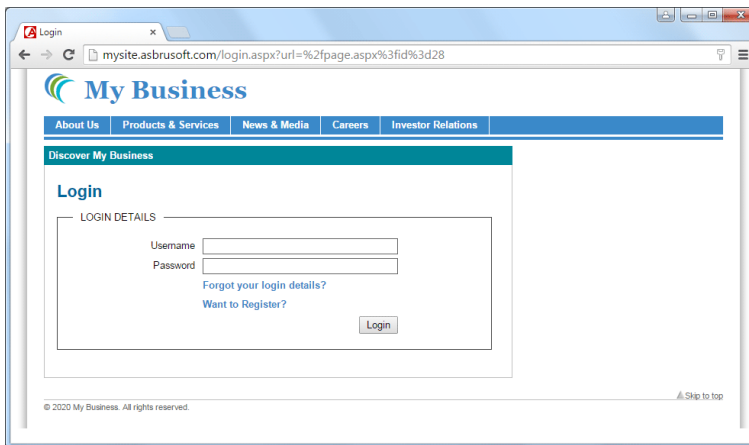 Login
mysite.asbrusoft.com/login.aspx?url=%2fpage.aspx%3fid%3d28
My Business
About Us Products & Services News & Media Careers Investor Relations
Discover My Business
Login
LOGIN DETAILS
Username
Password
Forgot your login details?
Want to Register?
Login
Skip to top
© 2020 My Business. All rights reserved.